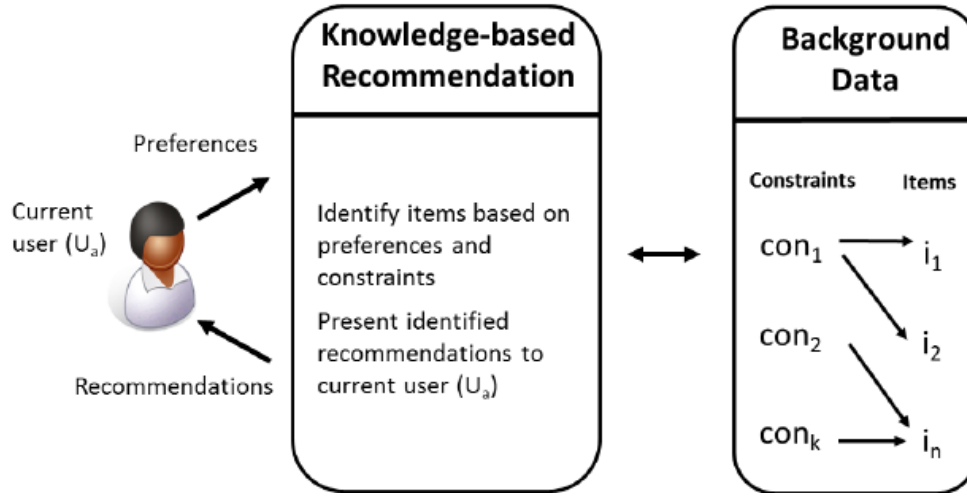 Knowledge-based
Recommendation
Background
Data
Preferences
Current
user (Uₐ)
Recommendations
Identify items based on
preferences and
constraints
Present identified
recommendations to
current user (Uₐ)
Constraints Items
con₁ i₁
con₂ i₂
conₖ iₙ